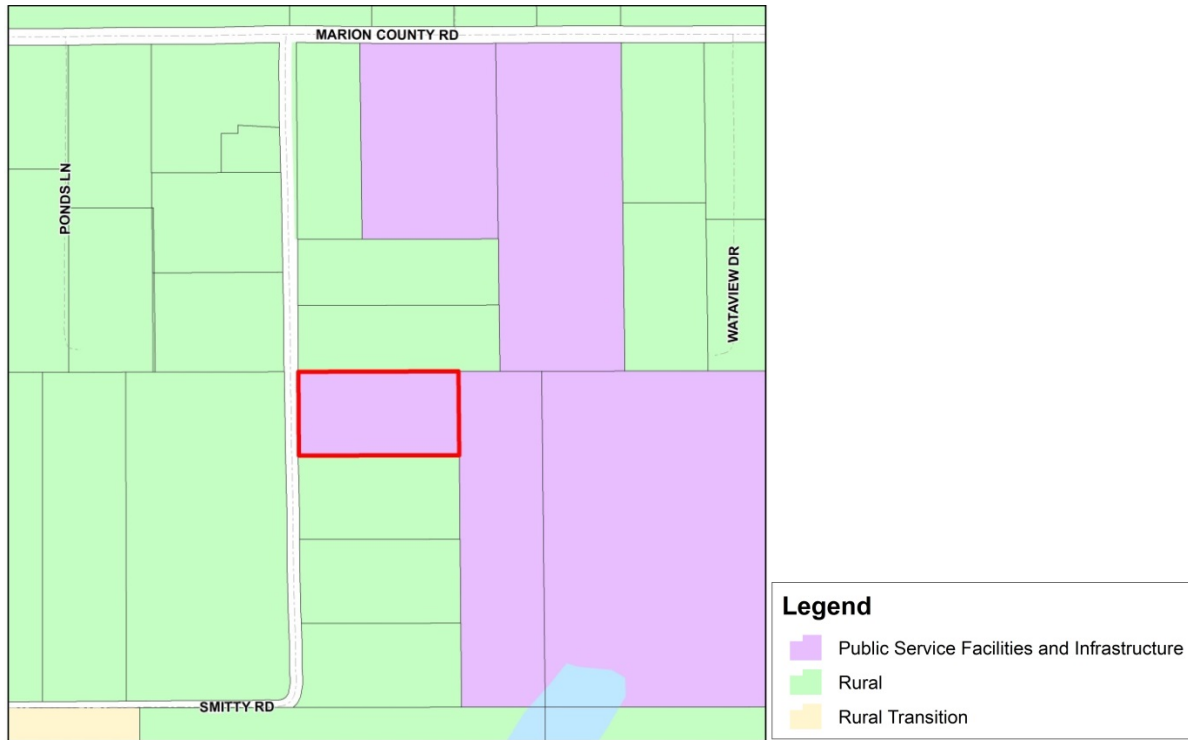 MARION COUNTY RD
PONDS LN
WATAVIEW DR
SMITTY RD
Legend
Public Service Facilities and Infrastructure
Rural
Rural Transition